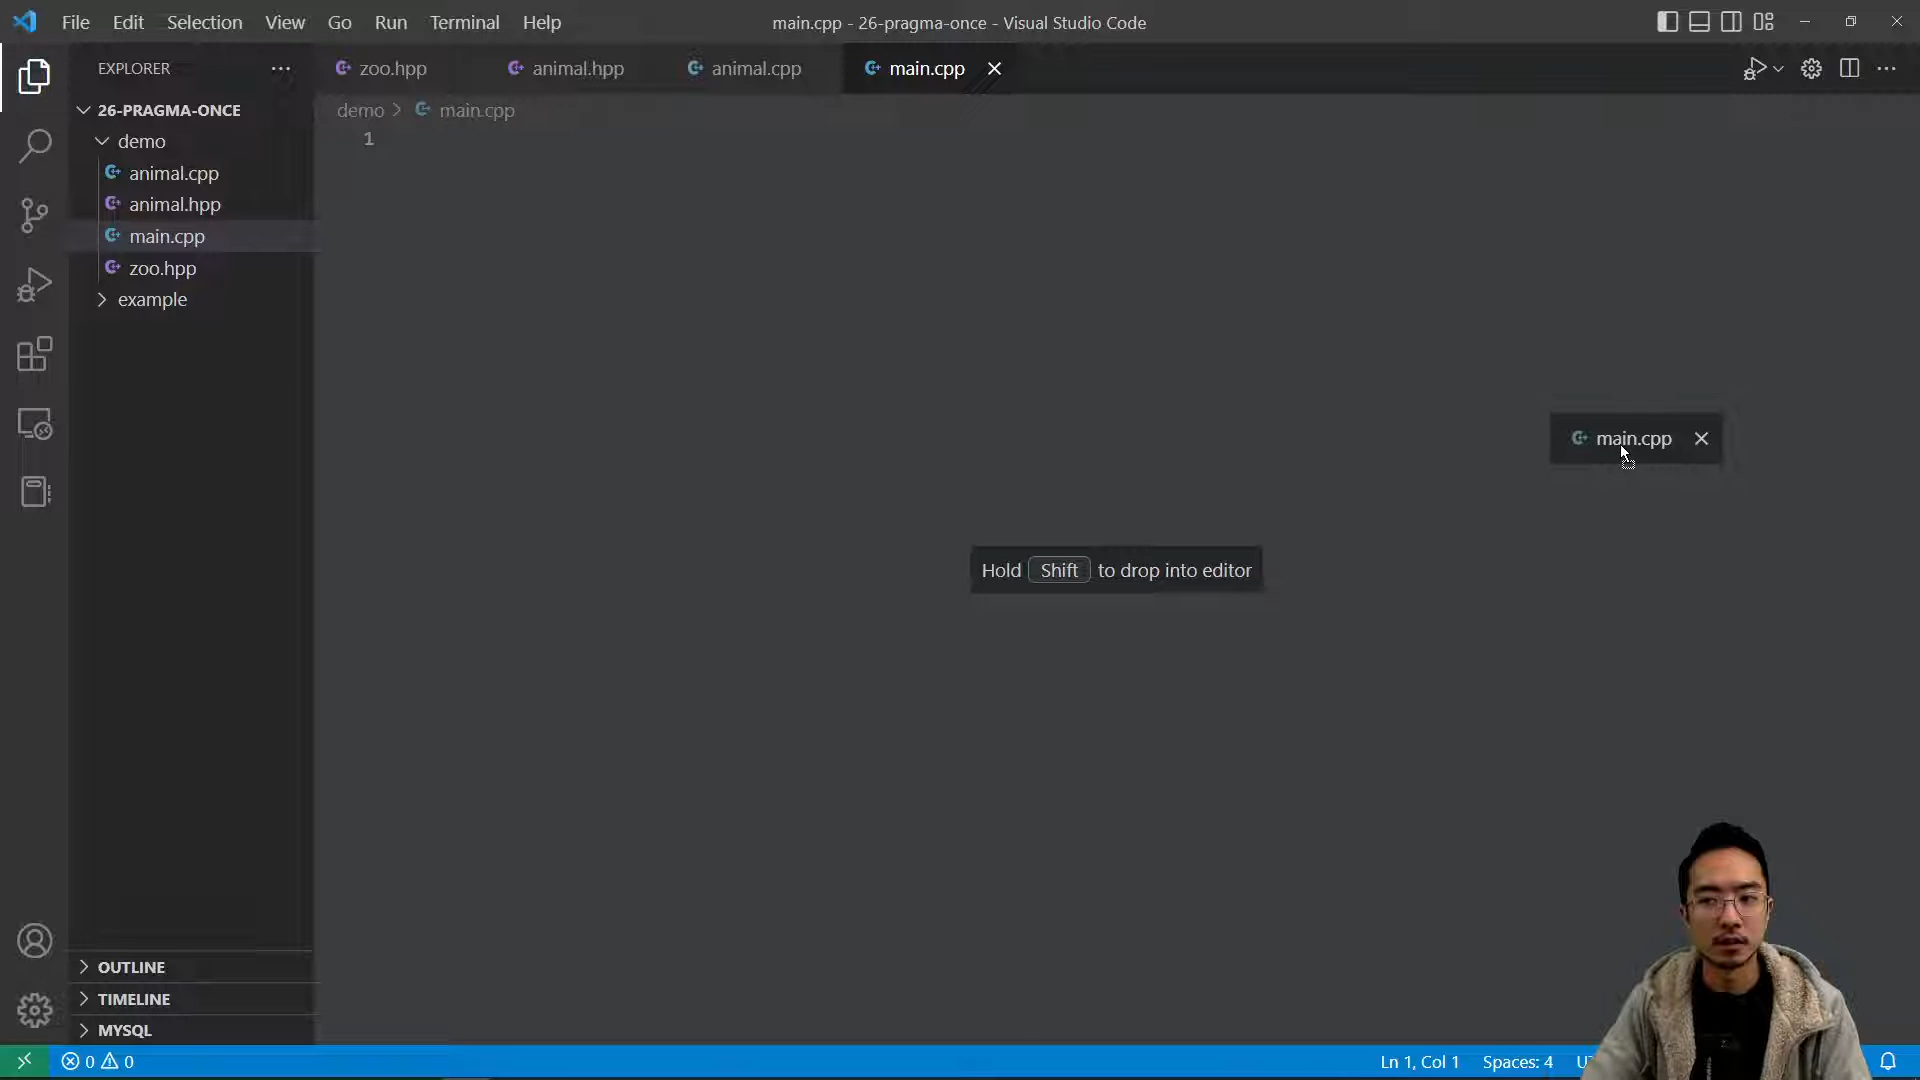 File Edit Selection View Go Run Terminal Help
main.cpp - 26-pragma-once - Visual Studio Code
EXPLORER
zoo.hpp
animal.hpp
animal.cpp
main.cpp
26-PRAGMA-ONCE
demo > main.cpp
demo
1
animal.cpp
animal.hpp
main.cpp
zoo.hpp
example
main.cpp
Hold Shift to drop into editor
OUTLINE
TIMELINE
MYSQL
0 0
Ln 1, Col 1
Spaces: 4